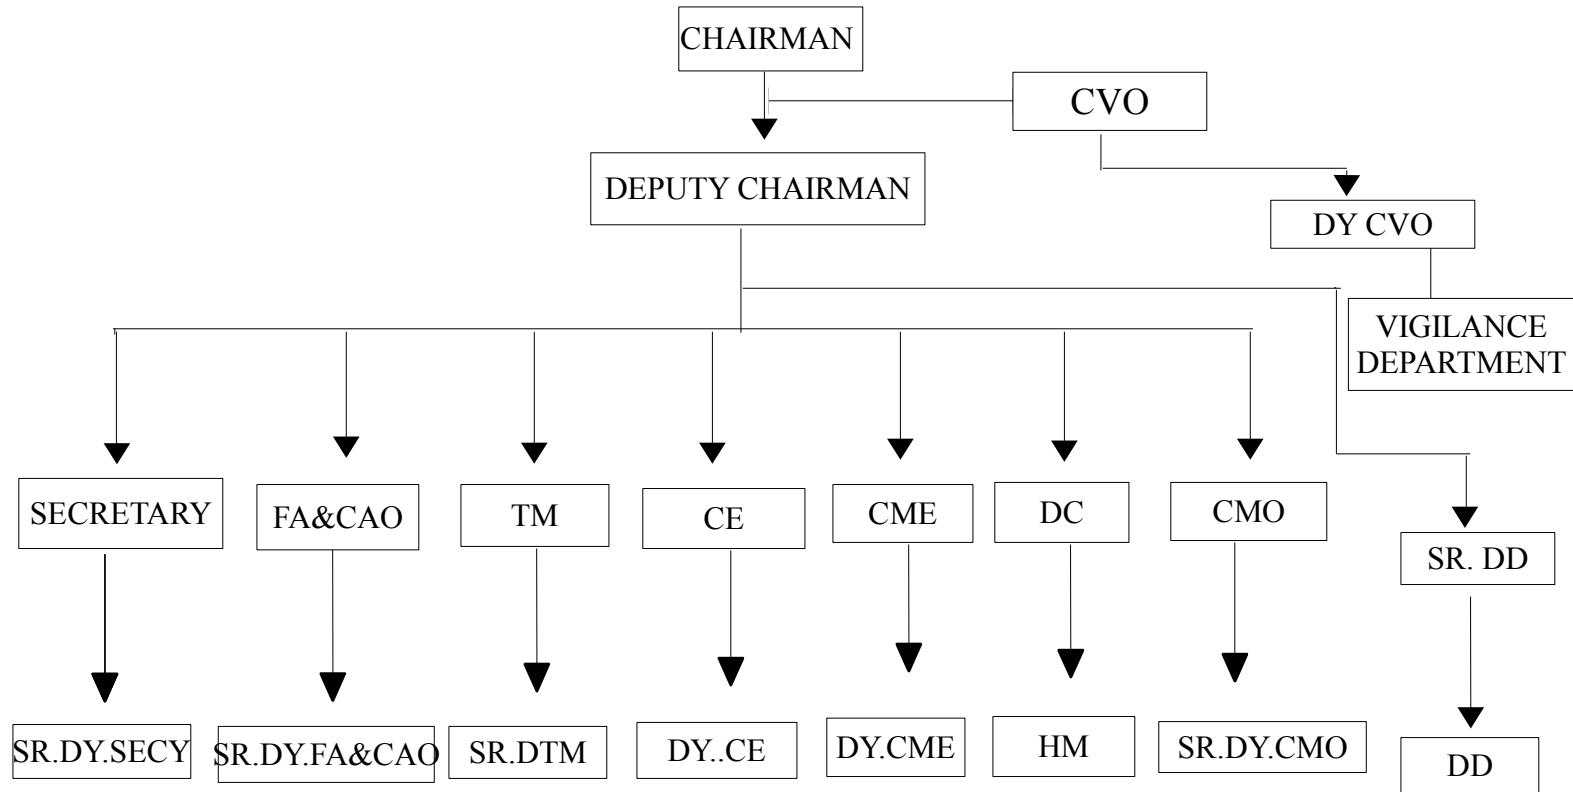 CHAIRMAN
CVO
DEPUTY CHAIRMAN
DY CVO
VIGILANCE
DEPARTMENT
SECRETARY
FA&CAO
TM
CE
CME
DC
CMO
SR. DD
SR.DY.SECY
SR.DY.FA&CAO
SR.DTM
DY..CE
DY.CME
HM
SR.DY.CMO
DD